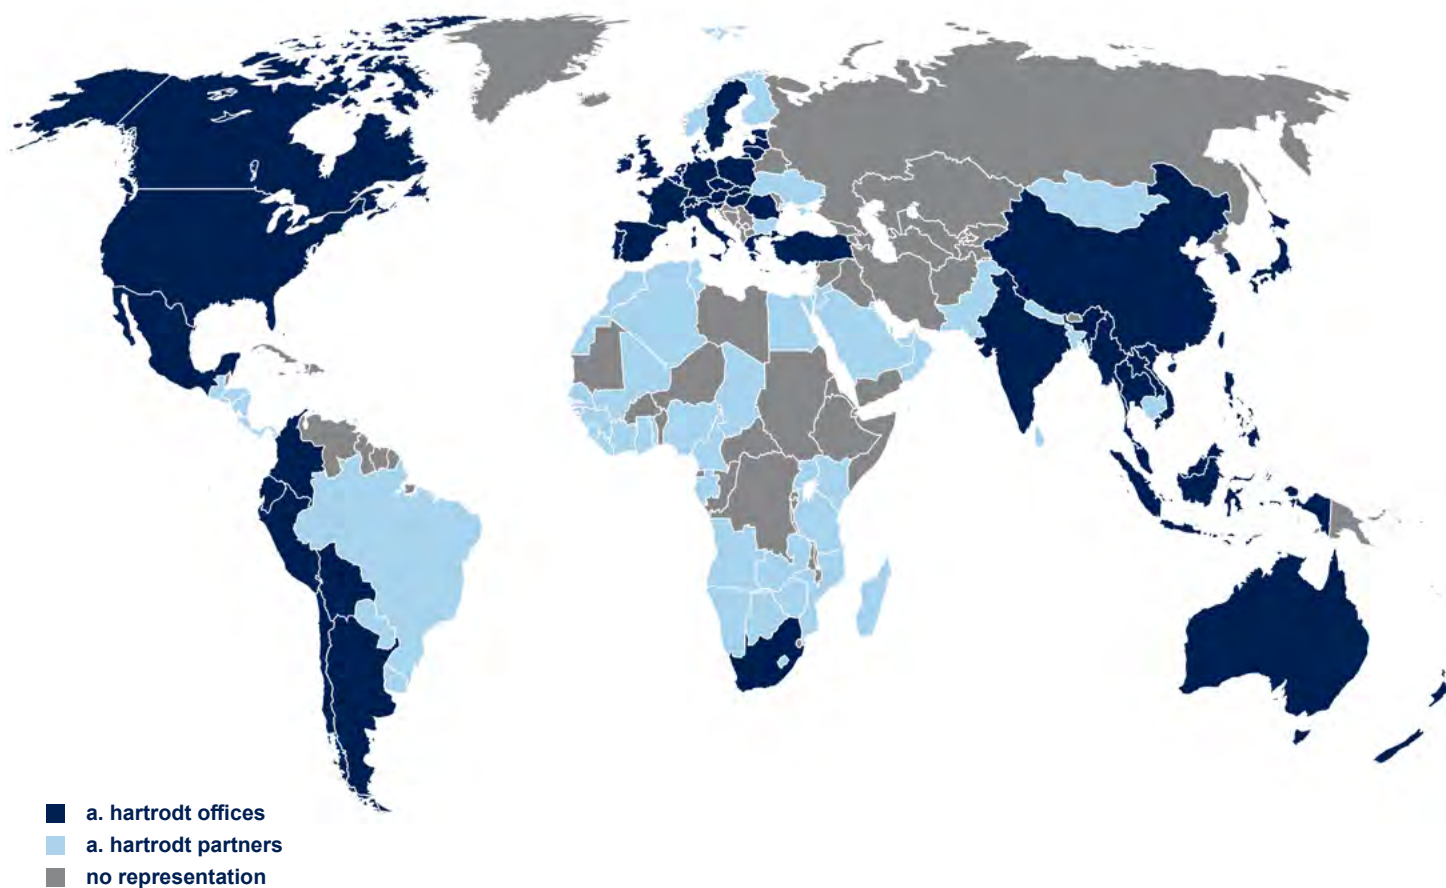 a. hartrodt offices
a. hartrodt partners
no representation